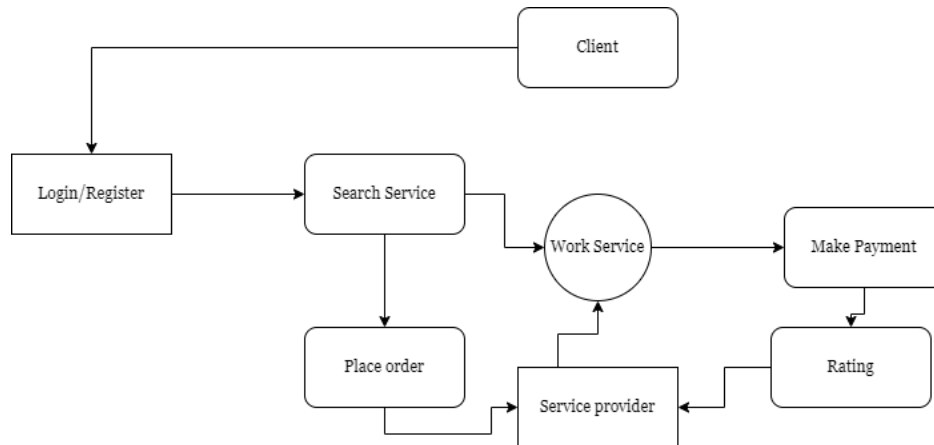 Client
Login/Register
Search Service
Work Service
Make Payment
Place order
Service provider
Rating